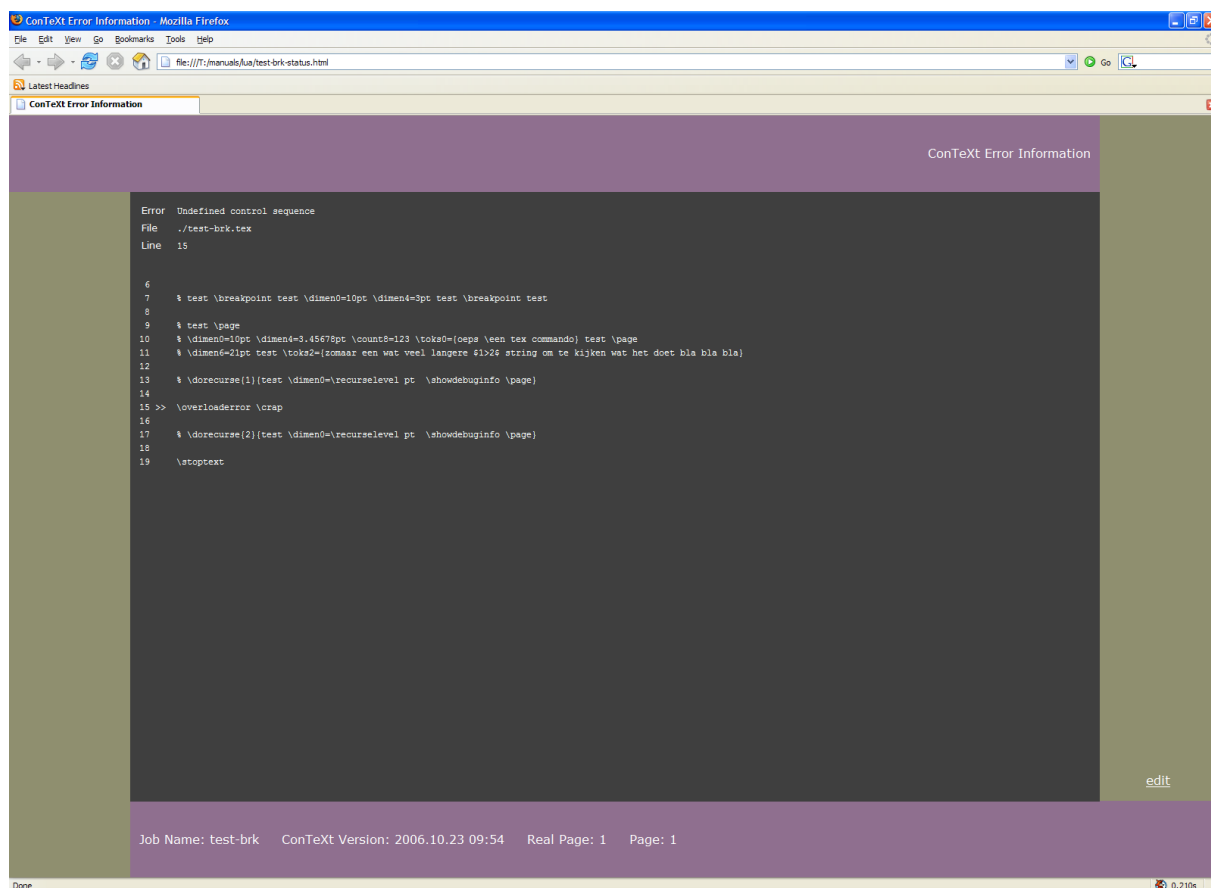 ConTeXt Error Information - Mozilla Firefox
File Edit View Go Bookmarks Tools Help
file:///T:/manuals/lua/test-brk-status.html Go G
Latest Headlines
ConTeXt Error Information
ConTeXt Error Information
Error Undefined control sequence
File ./test-brk.tex
Line 15
6
7 % test \breakpoint test \dimen0=10pt \dimen4=3pt test \breakpoint test
8
9 % test \page
10 % \dimen0=10pt \dimen4=3.45678pt \count8=123 \toks0={oeps \een tex commando} test \page
11 % \dimen6=21pt test \toks2={zomaar een wat veel langere $1>2$ string om te kijken wat het doet bla bla bla}
12
13 % \dorecurse{1}{test \dimen0=\recurselevel pt \showdebuginfo \page}
14
15 >> \overloaderror \crap
16
17 % \dorecurse{2}{test \dimen0=\recurselevel pt \showdebuginfo \page}
18
19 \stoptext
edit
Job Name: test-brk ConTeXt Version: 2006.10.23 09:54 Real Page: 1 Page: 1
Done 0.210s